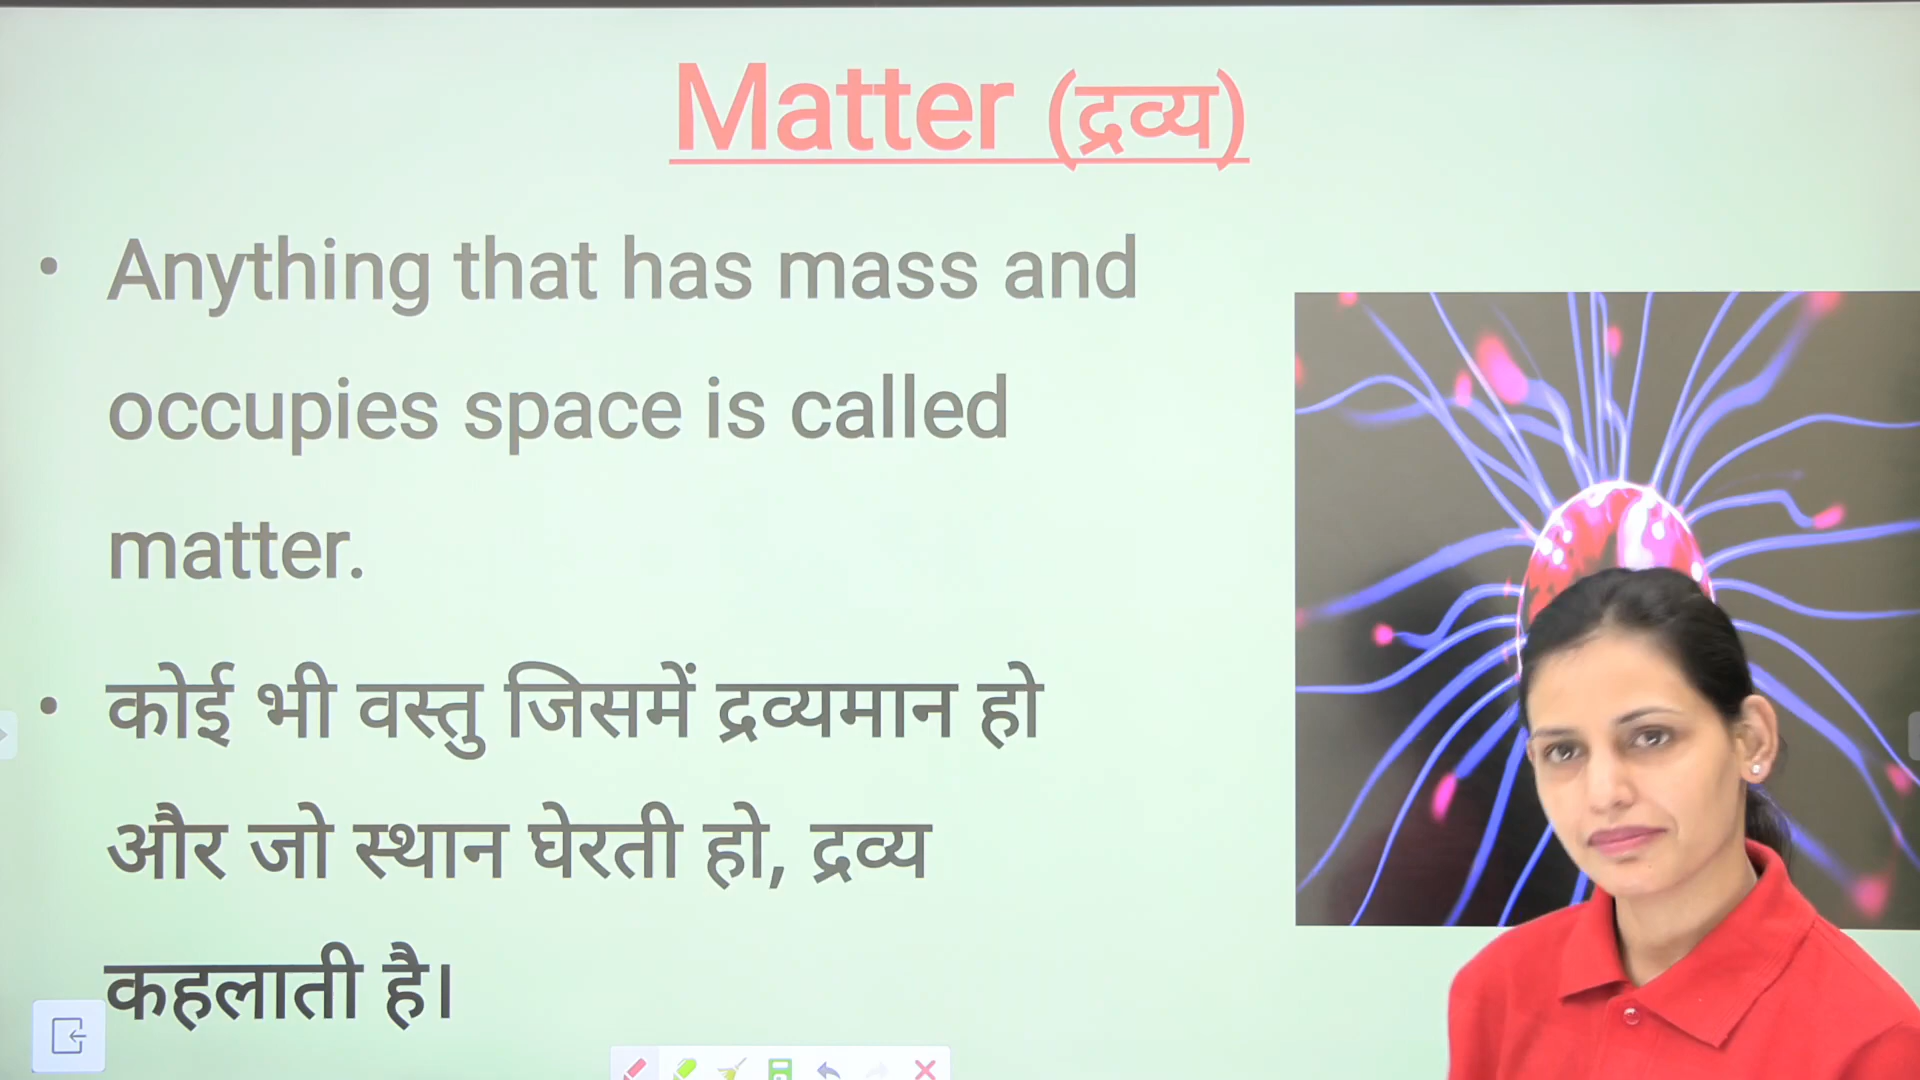 Matter (द्रव्य)
• Anything that has mass and
occupies space is called
matter.
• कोई भी वस्तु जिसमें द्रव्यमान हो
और जो स्थान घेरती हो, द्रव्य
कहलाती है।